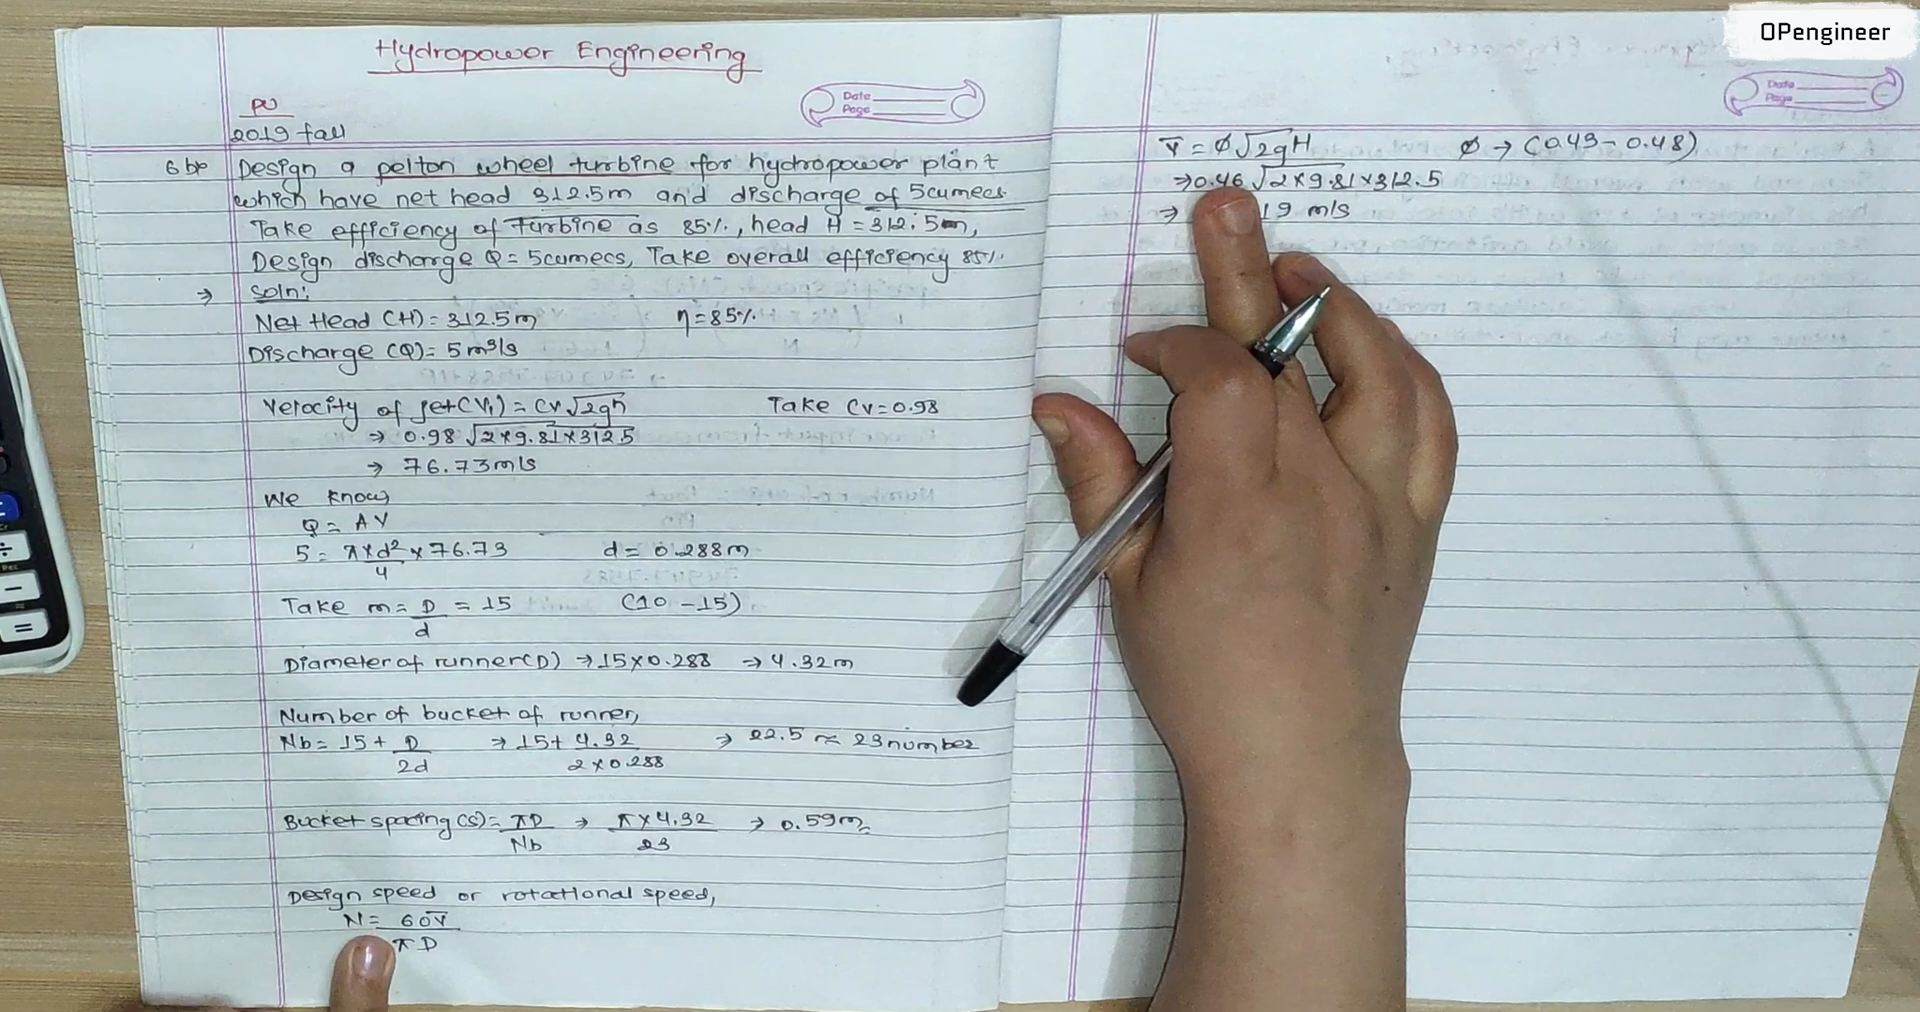 OPengineer
Hydropower Engineering
Date
Page
PU
2019 fall
6 b) Design a pelton wheel turbine for hydropower plant
which have net head 312.5m and discharge of 5cumecs.
Take efficiency of turbine as 85%, head H = 312.5m,
Design discharge Q = 5cumecs, Take overall efficiency 85%.
→ Soln:
Net Head (H) = 312.5m η = 85%
Discharge (Q) = 5 m³/s
Velocity of jet (V₁) = Cv √2gh Take Cv = 0.98
→ 0.98 √2×9.81×312.5
→ 76.73 m/s
We know,
Q = AV
5 = π×d²/4 × 76.73 d = 0.288m
Take m = D/d = 15 (10 - 15)
Diameter of runner (D) → 15×0.288 → 4.32m
Number of bucket of runner,
Nb = 15 + D/2d → 15 + 4.32/2×0.288 → 22.5 ≈ 23 number
Bucket spacing (s) = πD/Nb → π×4.32/23 → 0.59m
Design speed or rotational speed,
N = 60V̄/πD
Date
Page
V̄ = Ø √2gH Ø → (0.43 - 0.48)
→ 0.46 √2×9.81×312.5
→ 19 m/s